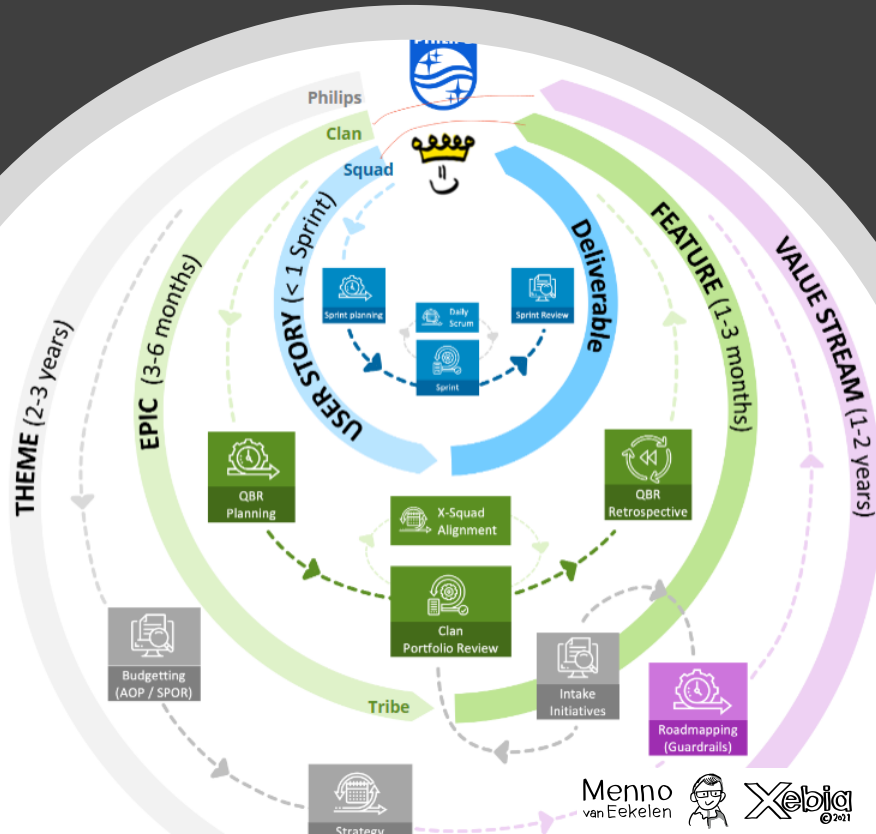 PHILIPS
Philips
Clan
Squad
THEME (2-3 years)
EPIC (3-6 months)
USER STORY (< 1 Sprint)
Deliverable
FEATURE (1-3 months)
VALUE STREAM (1-2 years)
Sprint planning
Daily
Scrum
Sprint
Sprint Review
QBR
Planning
X-Squad
Alignment
Clan
Portfolio Review
QBR
Retrospective
Budgetting
(AOP / SPOR)
Tribe
Intake
Initiatives
Roadmapping
(Guardrails)
Strategy
Menno
van Eekelen
Xebia
©2021